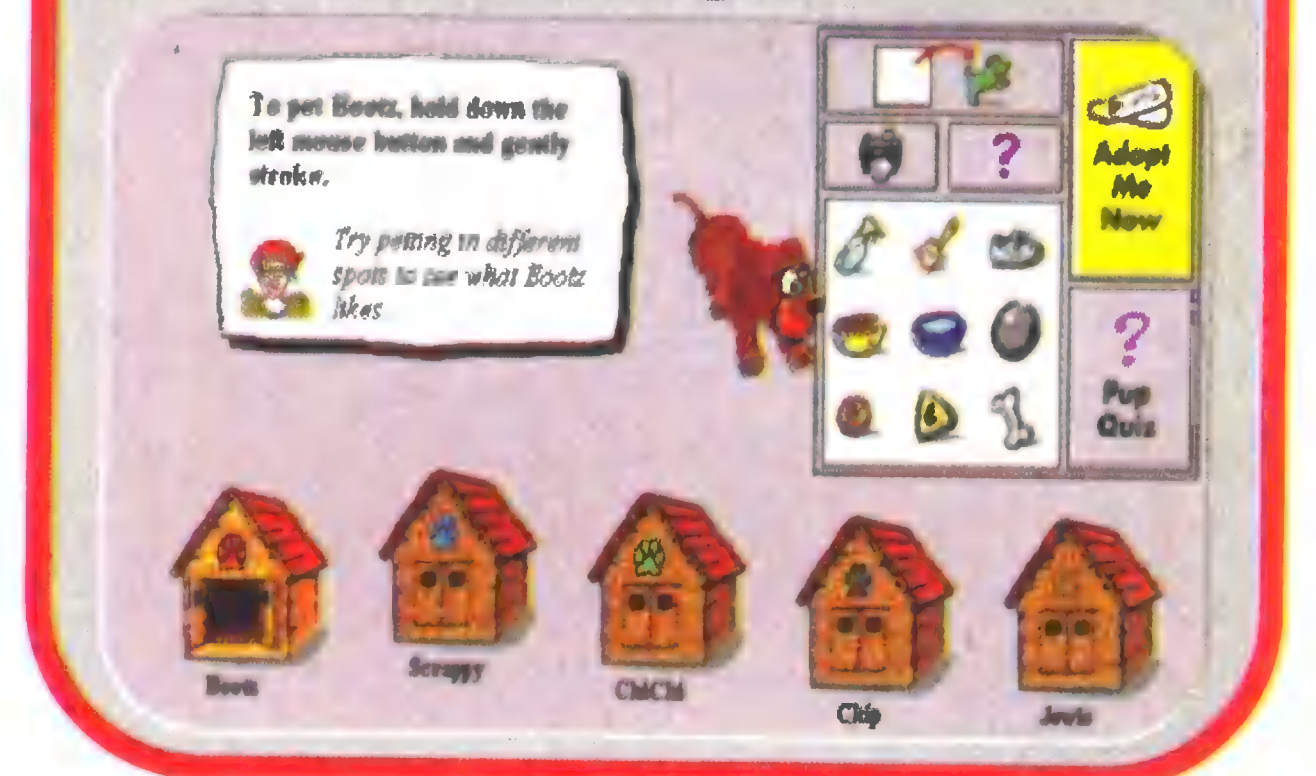 To pet Bootz, hold down the
left mouse button and gently
stroke.
Try petting in different
spots to see what Bootz
likes
?
Adopt
Me
Now
?
Pup
Quiz
Bootz
Scrappy
ChiChi
Chip